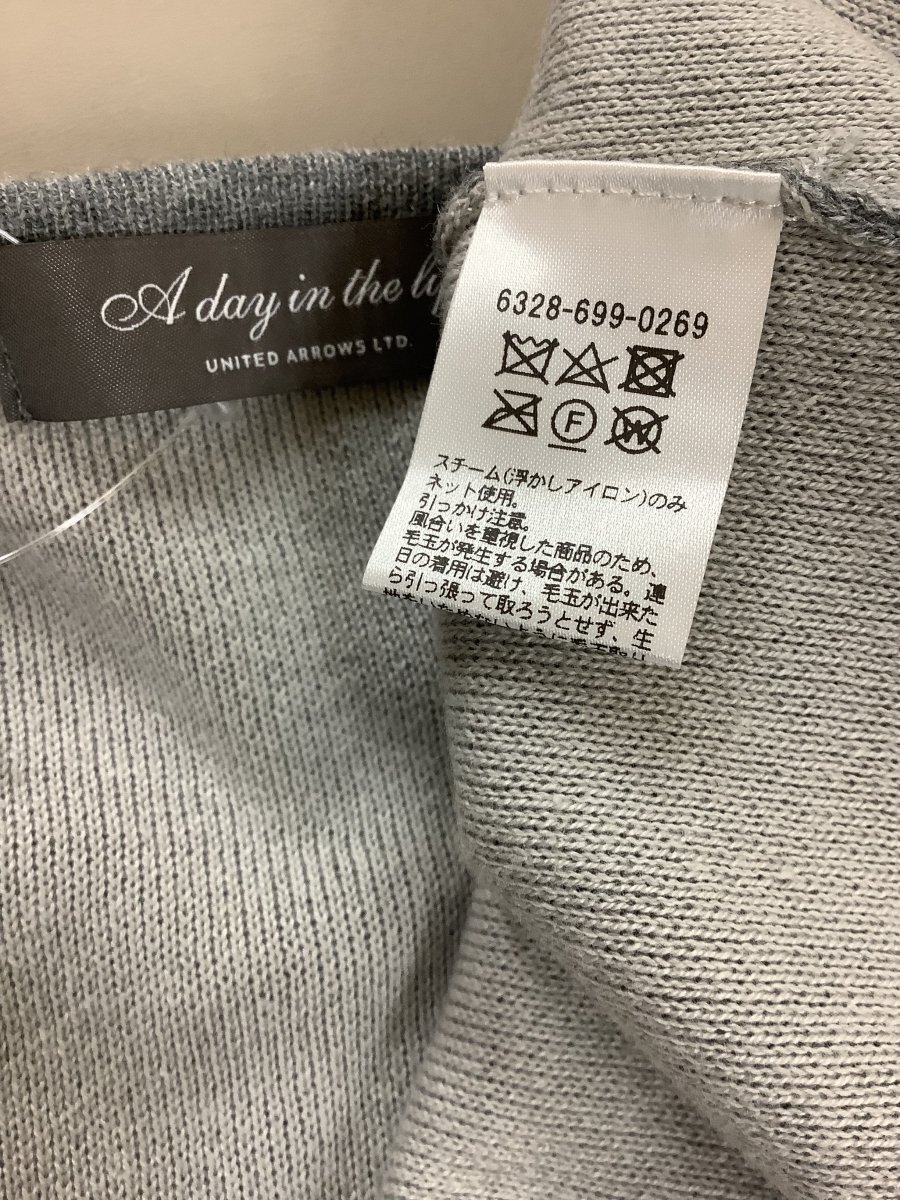 A day in the
UNITED ARROWS LTD.
6328-699-0269
F
W
スチーム(浮かしアイロン)のみ
ネット使用。
引っかけ注意。
風合いを重視した商品のため、
毛玉が発生する場合がある。連
日の着用は避け、毛玉が出来た
ら引っ張って取ろうとせず、生